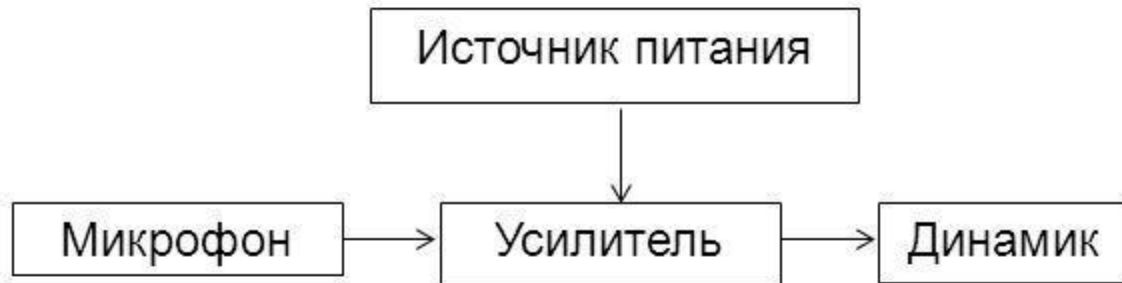 Источник питания
Микрофон
Усилитель
Динамик